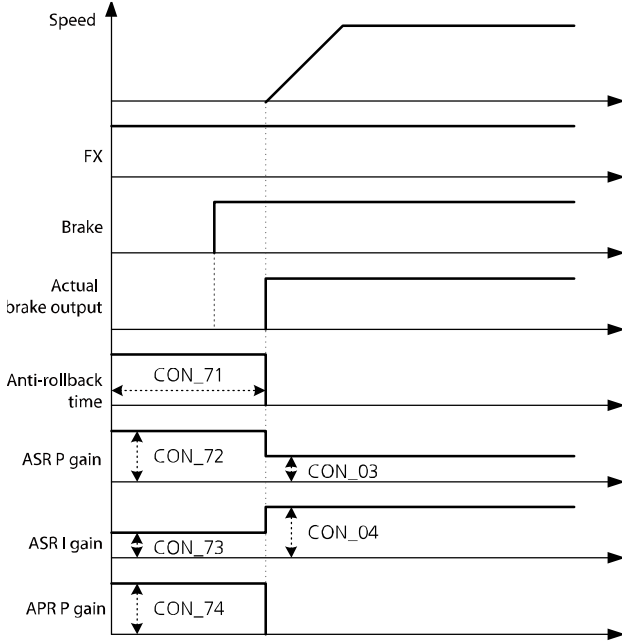 Speed
FX
Brake
Actual
brake output
Anti-rollback
time
CON_71
ASR P gain
CON_72
CON_03
ASR I gain
CON_73
CON_04
APR P gain
CON_74